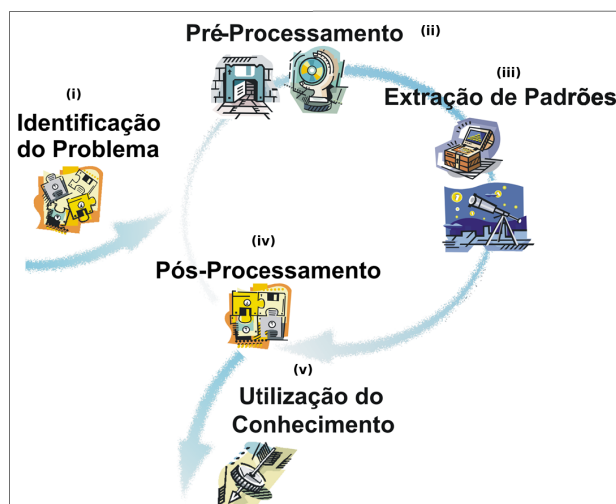 Pré-Processamento (ii)
(i)
Identificação
do Problema
(iii)
Extração de Padrões
(iv)
Pós-Processamento
(v)
Utilização do
Conhecimento